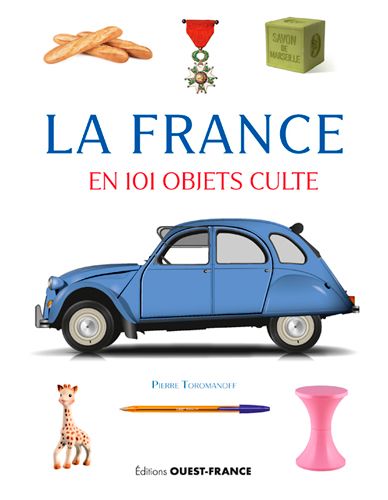 SAVON
DE
MARSEILLE
LA FRANCE
EN 101 OBJETS CULTE
PIERRE TOROMANOFF
Éditions OUEST-FRANCE